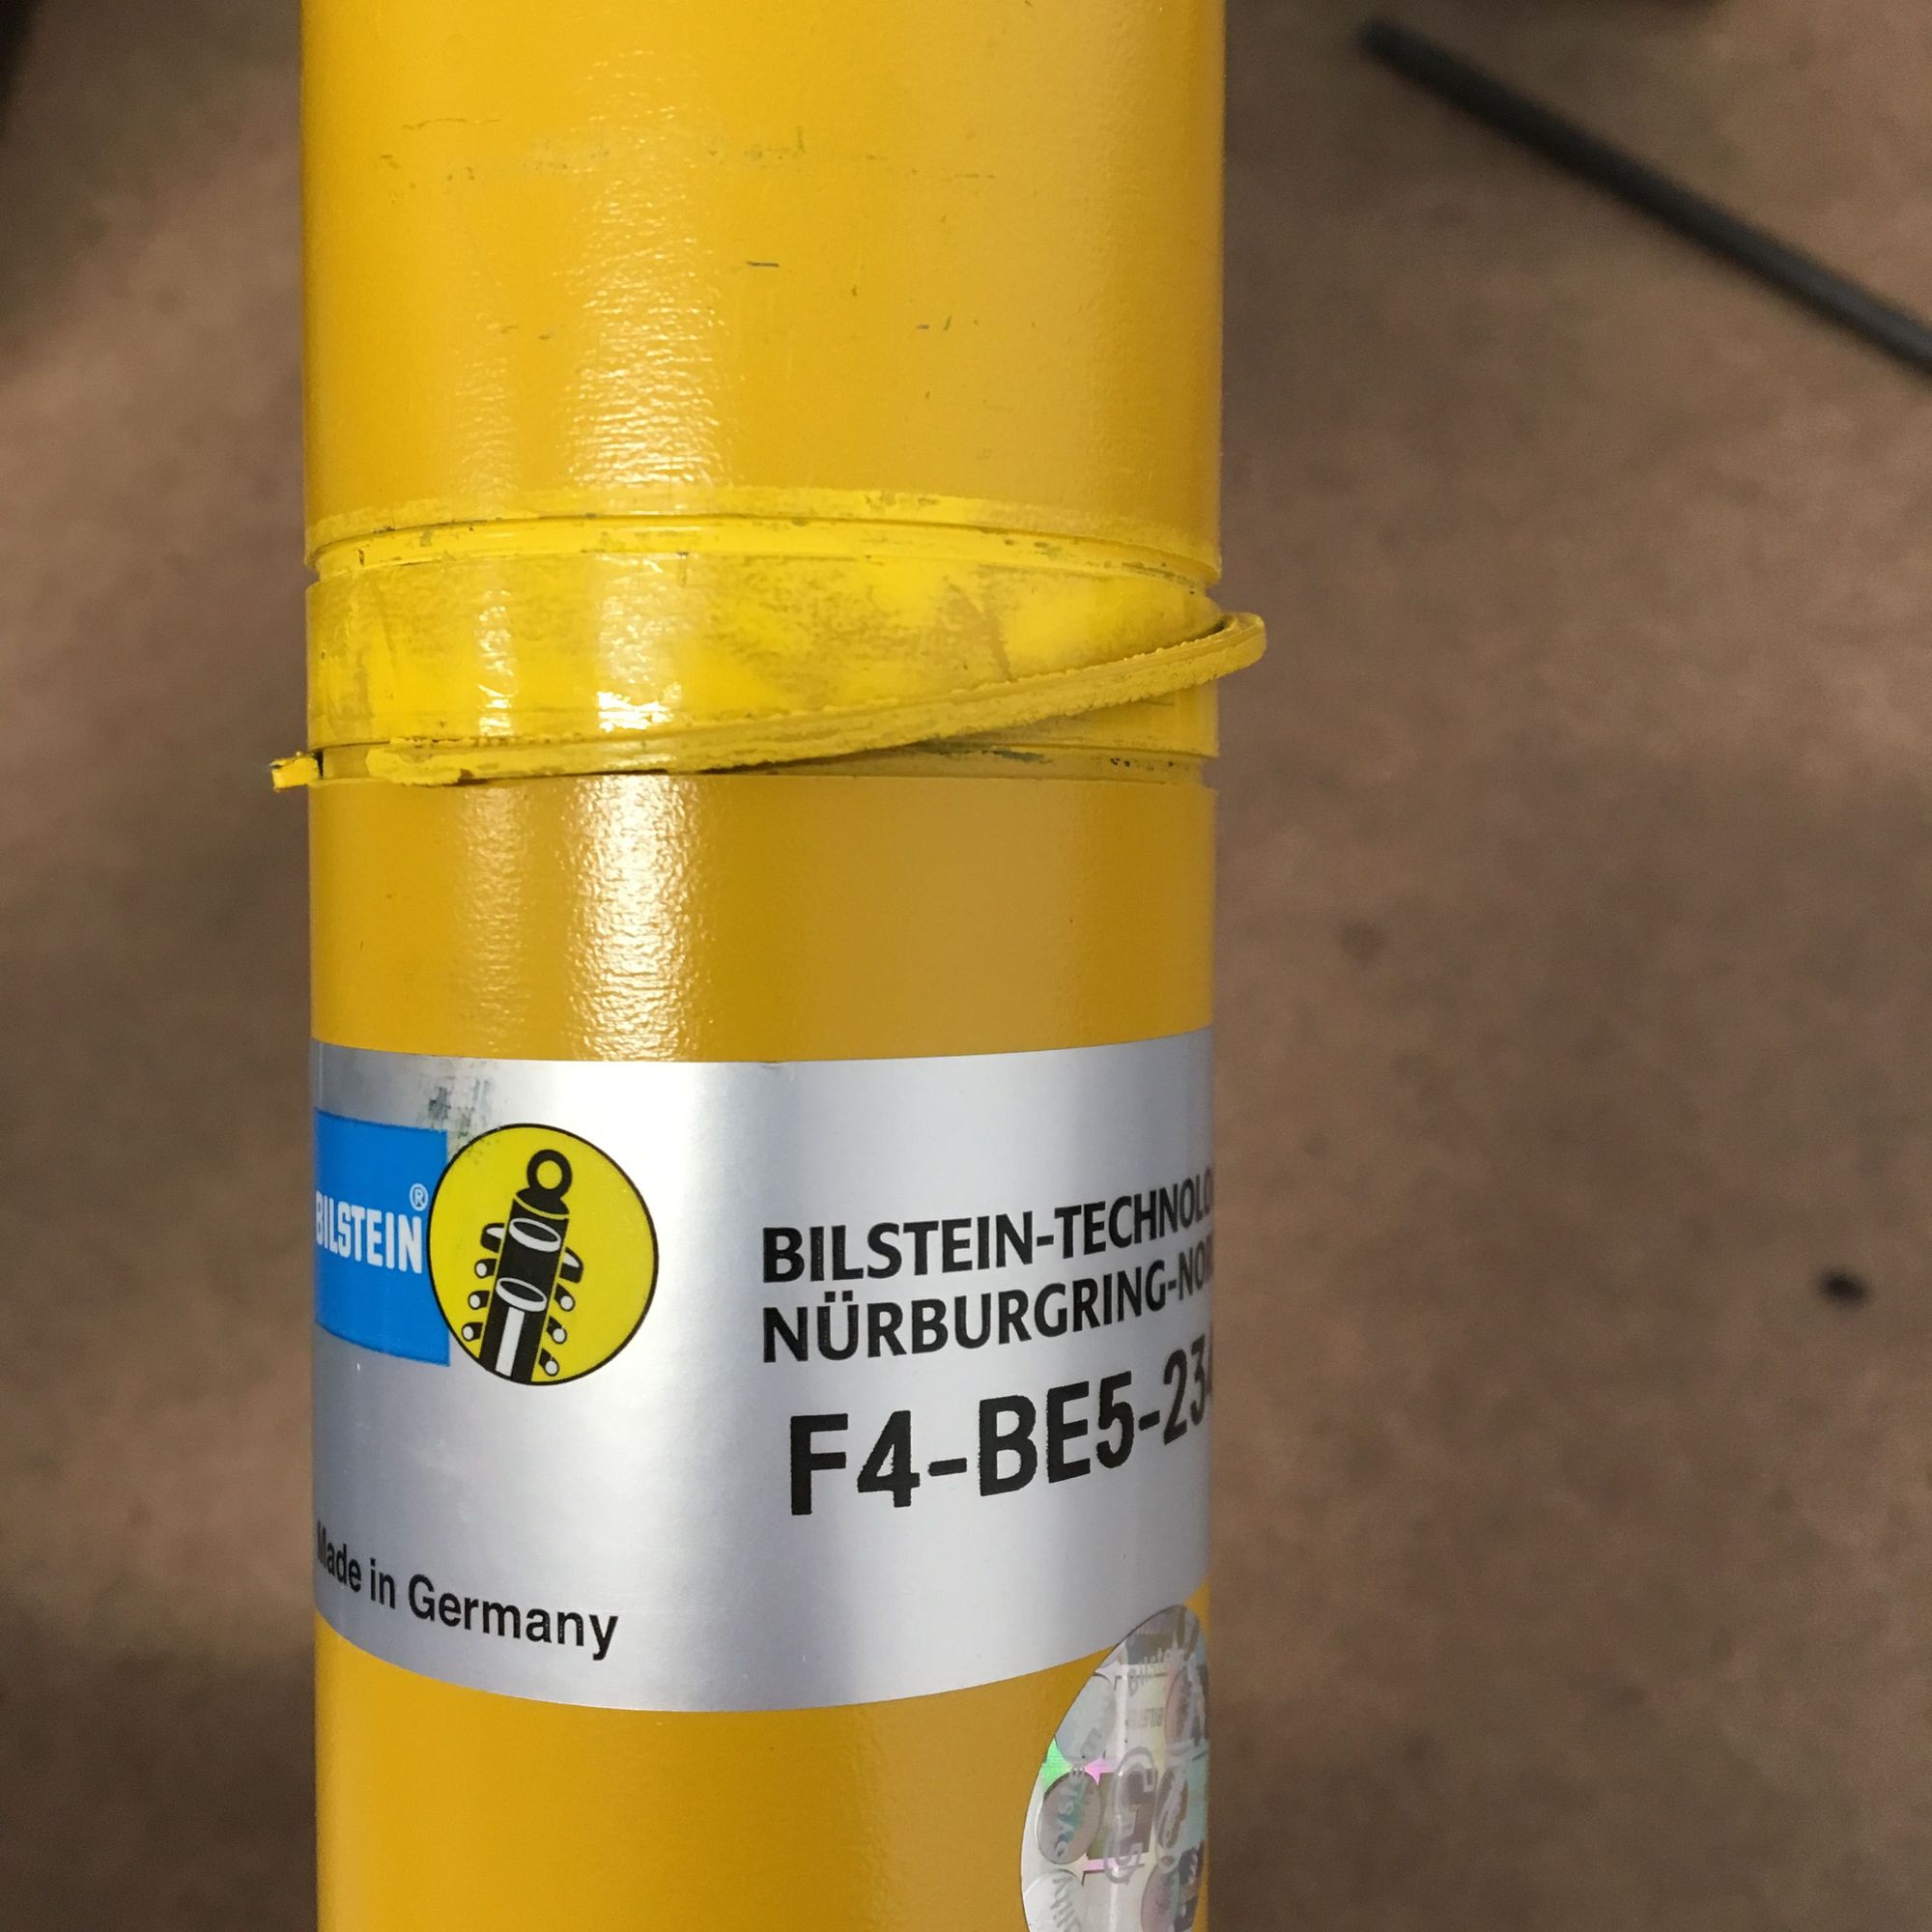 BILSTEIN®
BILSTEIN-TECHNOLO
NÜRBURGRING-NOR
F4-BE5-23
Made in Germany